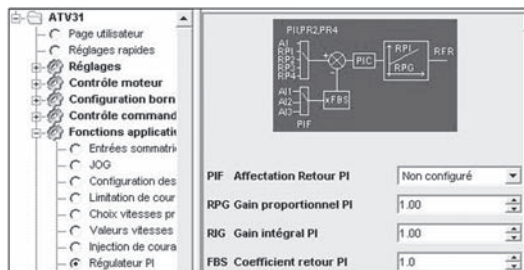 ATV31
Page utilisateur
Réglages rapides
Réglages
Contrôle moteur
Configuration born
Contrôle command
Fonctions applicativ
Entrées sommatri
JOG
Configuration des
Limitation de cour
Choix vitesses pr
Valeurs vitesses
Injection de coura
Régulateur PI
PII,PR2,PR4
AI
RPI
RP2
RP3
RP4
PIC
RPI
RPG
RFR
AI1
AI2
AI3
xFBS
PIF
PIF Affectation Retour PI Non configuré
RPG Gain proportionnel PI 1.00
RIG Gain intégral PI 1.00
FBS Coefficient retour PI 1.0